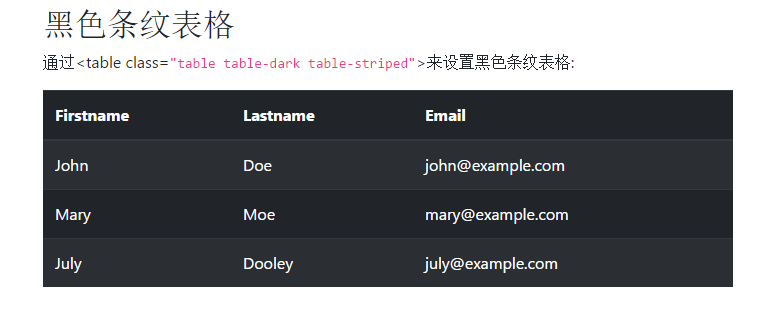 黑色条纹表格
通过<table class="table table-dark table-striped">来设置黑色条纹表格:
Firstname Lastname Email
John Doe john@example.com
Mary Moe mary@example.com
July Dooley july@example.com